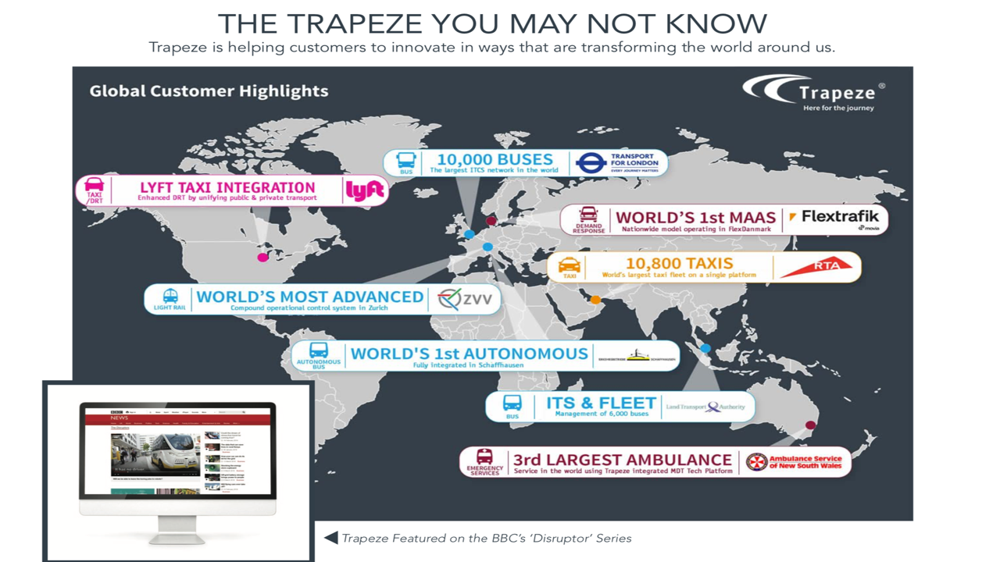 THE TRAPEZE YOU MAY NOT KNOW
Trapeze is helping customers to innovate in ways that are transforming the world around us.
Global Customer Highlights
Trapeze®
Here for the journey
BUS
10,000 BUSES
The largest ITCS network in the world
TRANSPORT
FOR LONDON
EVERY JOURNEY MATTERS
TAXI
/DRT
LYFT TAXI INTEGRATION
Enhanced DRT by unifying public & private transport
lyft
DEMAND
RESPONSE
WORLD'S 1st MAAS
Nationwide model operating in FlexDanmark
Flextrafik
movia
TAXI
10,800 TAXIS
World's largest taxi fleet on a single platform
RTA
LIGHT RAIL
WORLD'S MOST ADVANCED
Compound operational control system in Zurich
ZVV
AUTONOMOUS
BUS
WORLD'S 1st AUTONOMOUS
Fully integrated in Schaffhausen
SCHAFFHAUSEN
BUS
ITS & FLEET
Management of 6,000 buses
Land Transport Authority
EMERGENCY
SERVICES
3rd LARGEST AMBULANCE
Service in the world using Trapeze integrated MDT Tech Platform
Ambulance Service
of New South Wales
BBC
NEWS
Trapeze Featured on the BBC's 'Disruptor' Series